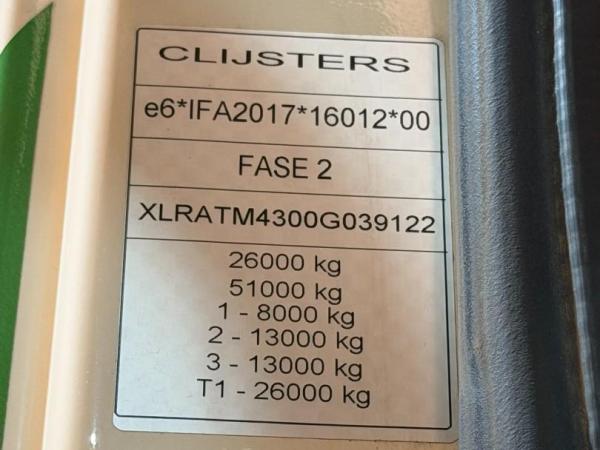 CLIJSTERS
e6*IFA2017*16012*00
FASE 2
XLRATM4300G039122
26000 kg
51000 kg
1 - 8000 kg
2 - 13000 kg
3 - 13000 kg
T1 - 26000 kg